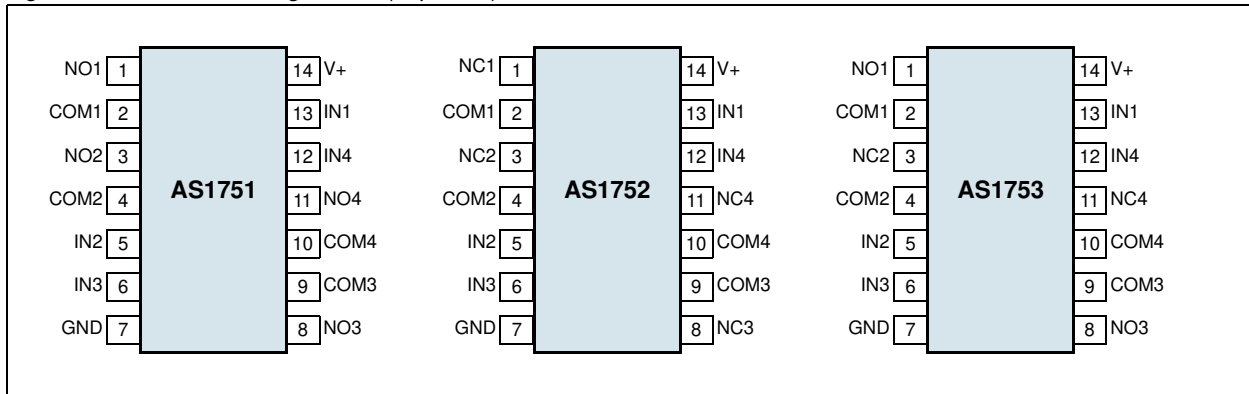 NO1 1 14 V+
COM1 2 13 IN1
NO2 3 12 IN4
COM2 4 AS1751 11 NO4
IN2 5 10 COM4
IN3 6 9 COM3
GND 7 8 NO3
NC1 1 14 V+
COM1 2 13 IN1
NC2 3 12 IN4
COM2 4 AS1752 11 NC4
IN2 5 10 COM4
IN3 6 9 COM3
GND 7 8 NC3
NO1 1 14 V+
COM1 2 13 IN1
NC2 3 12 IN4
COM2 4 AS1753 11 NC4
IN2 5 10 COM4
IN3 6 9 COM3
GND 7 8 NO3